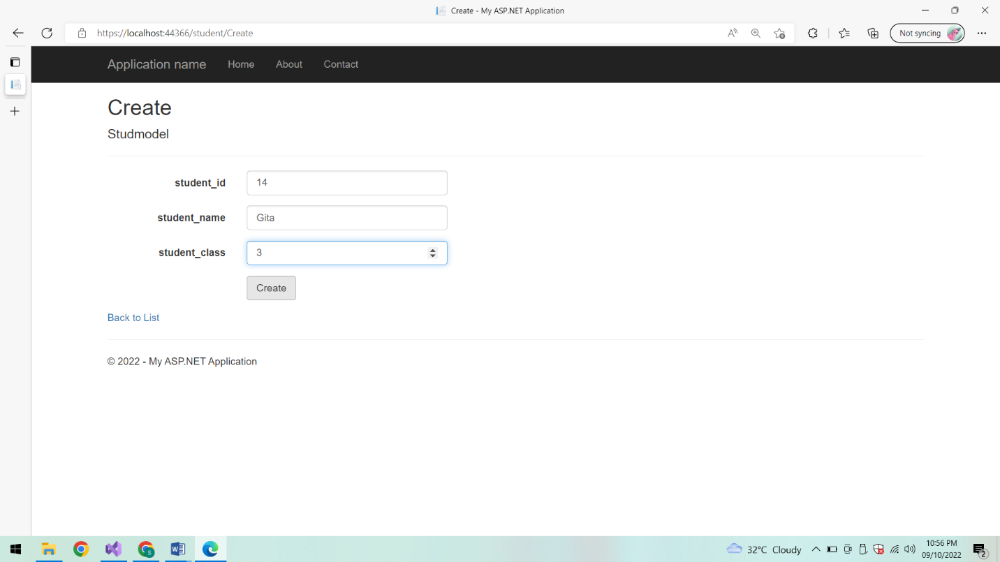 Create - My ASP.NET Application
https://localhost:44366/student/Create
Not syncing
Application name Home About Contact
Create
Studmodel
student_id 14
student_name Gita
student_class 3
Create
Back to List
© 2022 - My ASP.NET Application
32°C Cloudy
10:56 PM
09/10/2022
2